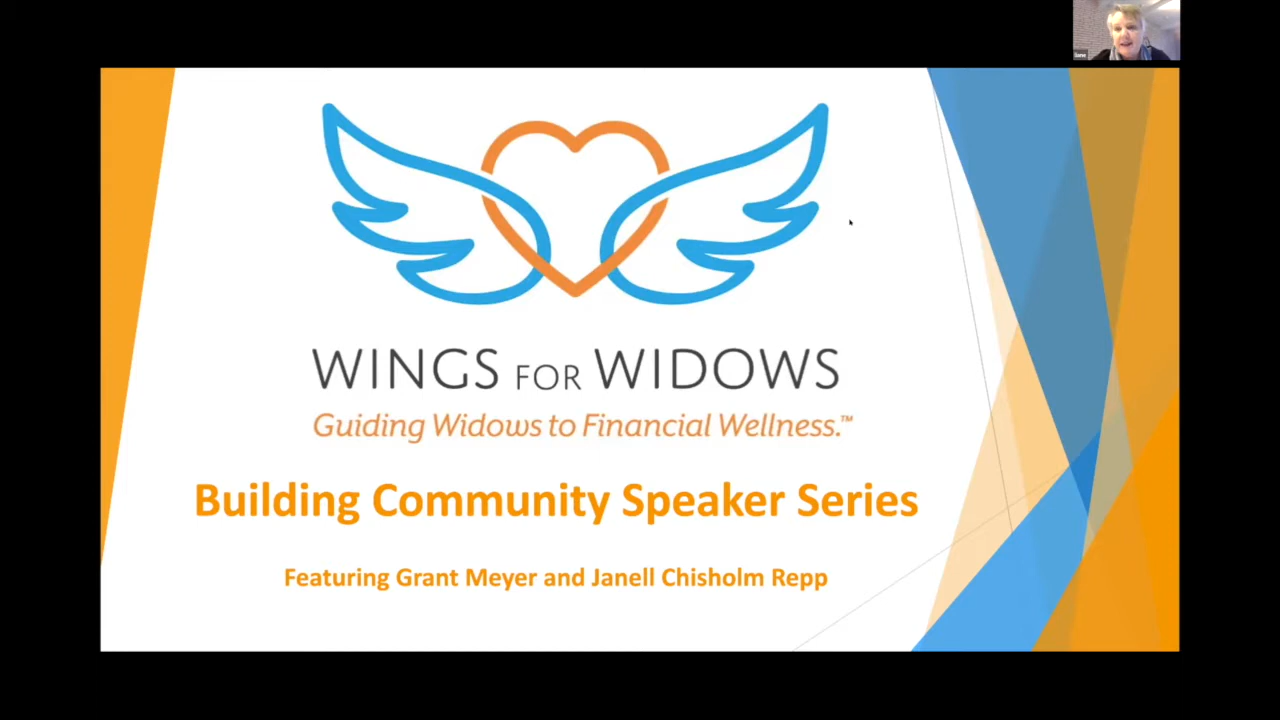 WINGS FOR WIDOWS
Guiding Widows to Financial Wellness.™
Building Community Speaker Series
Featuring Grant Meyer and Janell Chisholm Repp